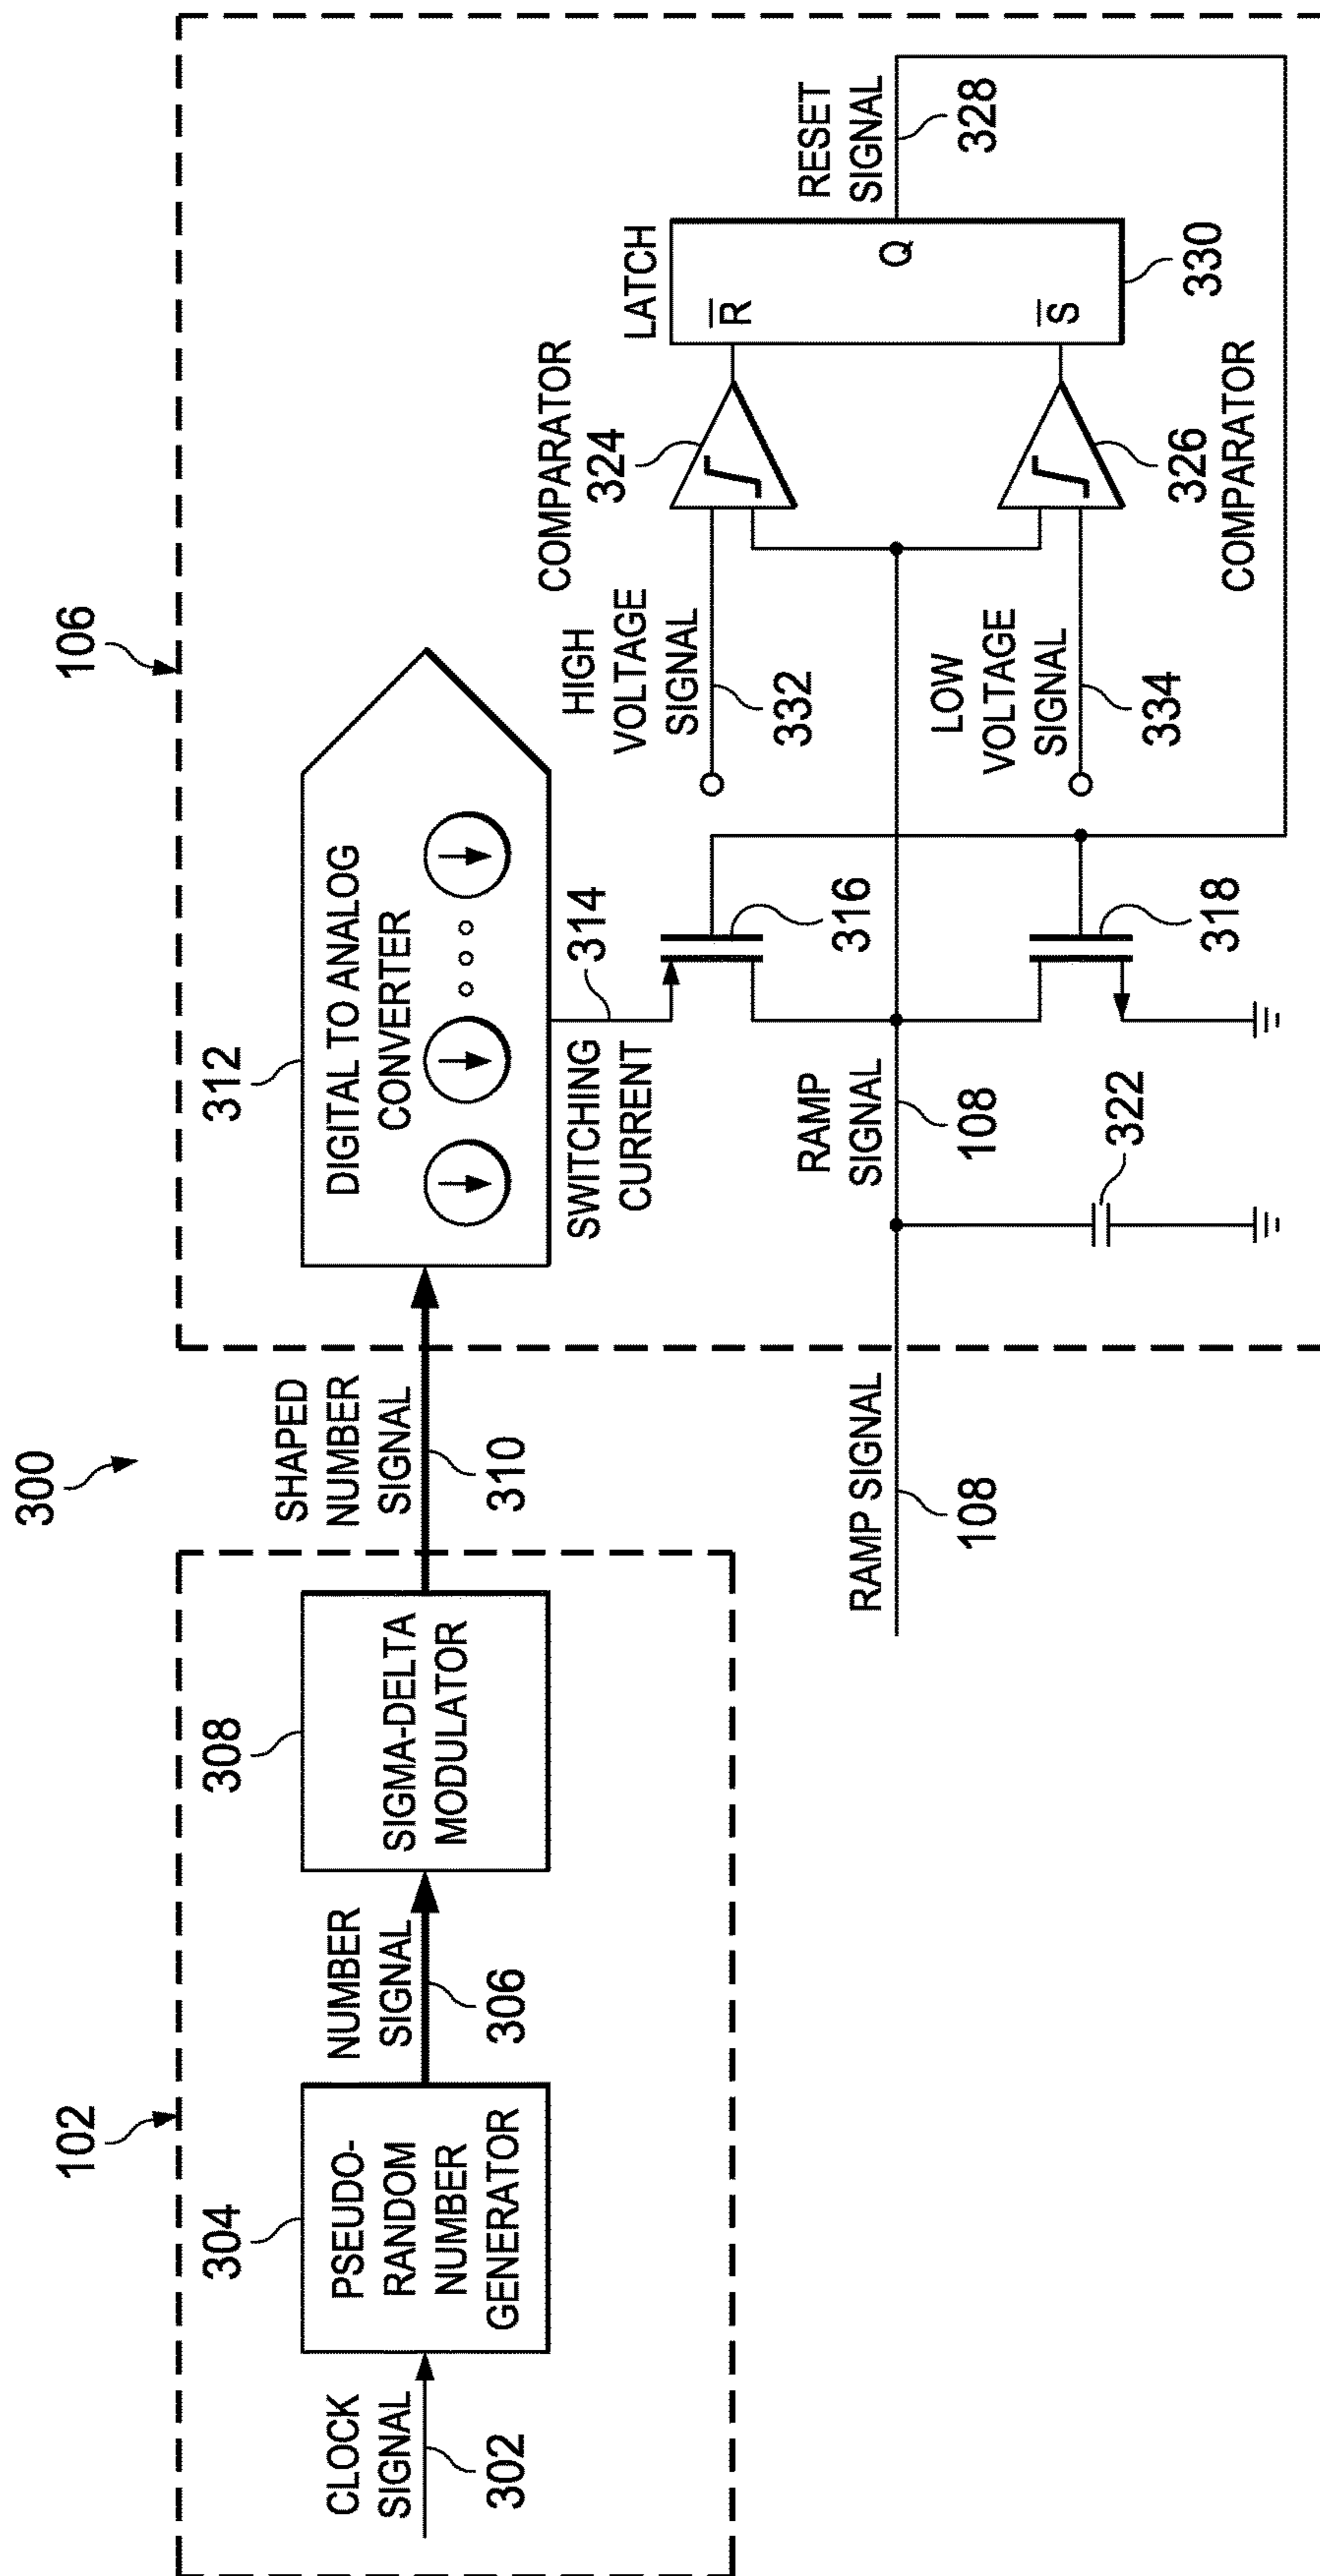 300
102
304
PSEUDO-
RANDOM
NUMBER
GENERATOR
CLOCK
SIGNAL
302
NUMBER
SIGNAL
306
308
SIGMA-DELTA
MODULATOR
SHAPED
NUMBER
SIGNAL
310
106
312
DIGITAL TO ANALOG
CONVERTER
SWITCHING
CURRENT
314
316
318
RAMP SIGNAL
108
RAMP
SIGNAL
108
322
HIGH
VOLTAGE
SIGNAL
332
LOW
VOLTAGE
SIGNAL
334
COMPARATOR
324
326
COMPARATOR
LATCH
R̅
S̅
Q
330
RESET
SIGNAL
328